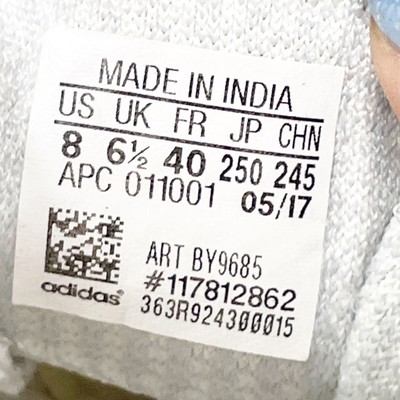 MADE IN INDIA
US UK FR JP CHN
8 6½ 40 250 245
APC 011001 05/17
ART BY9685
#117812862
adidas
363R924300015